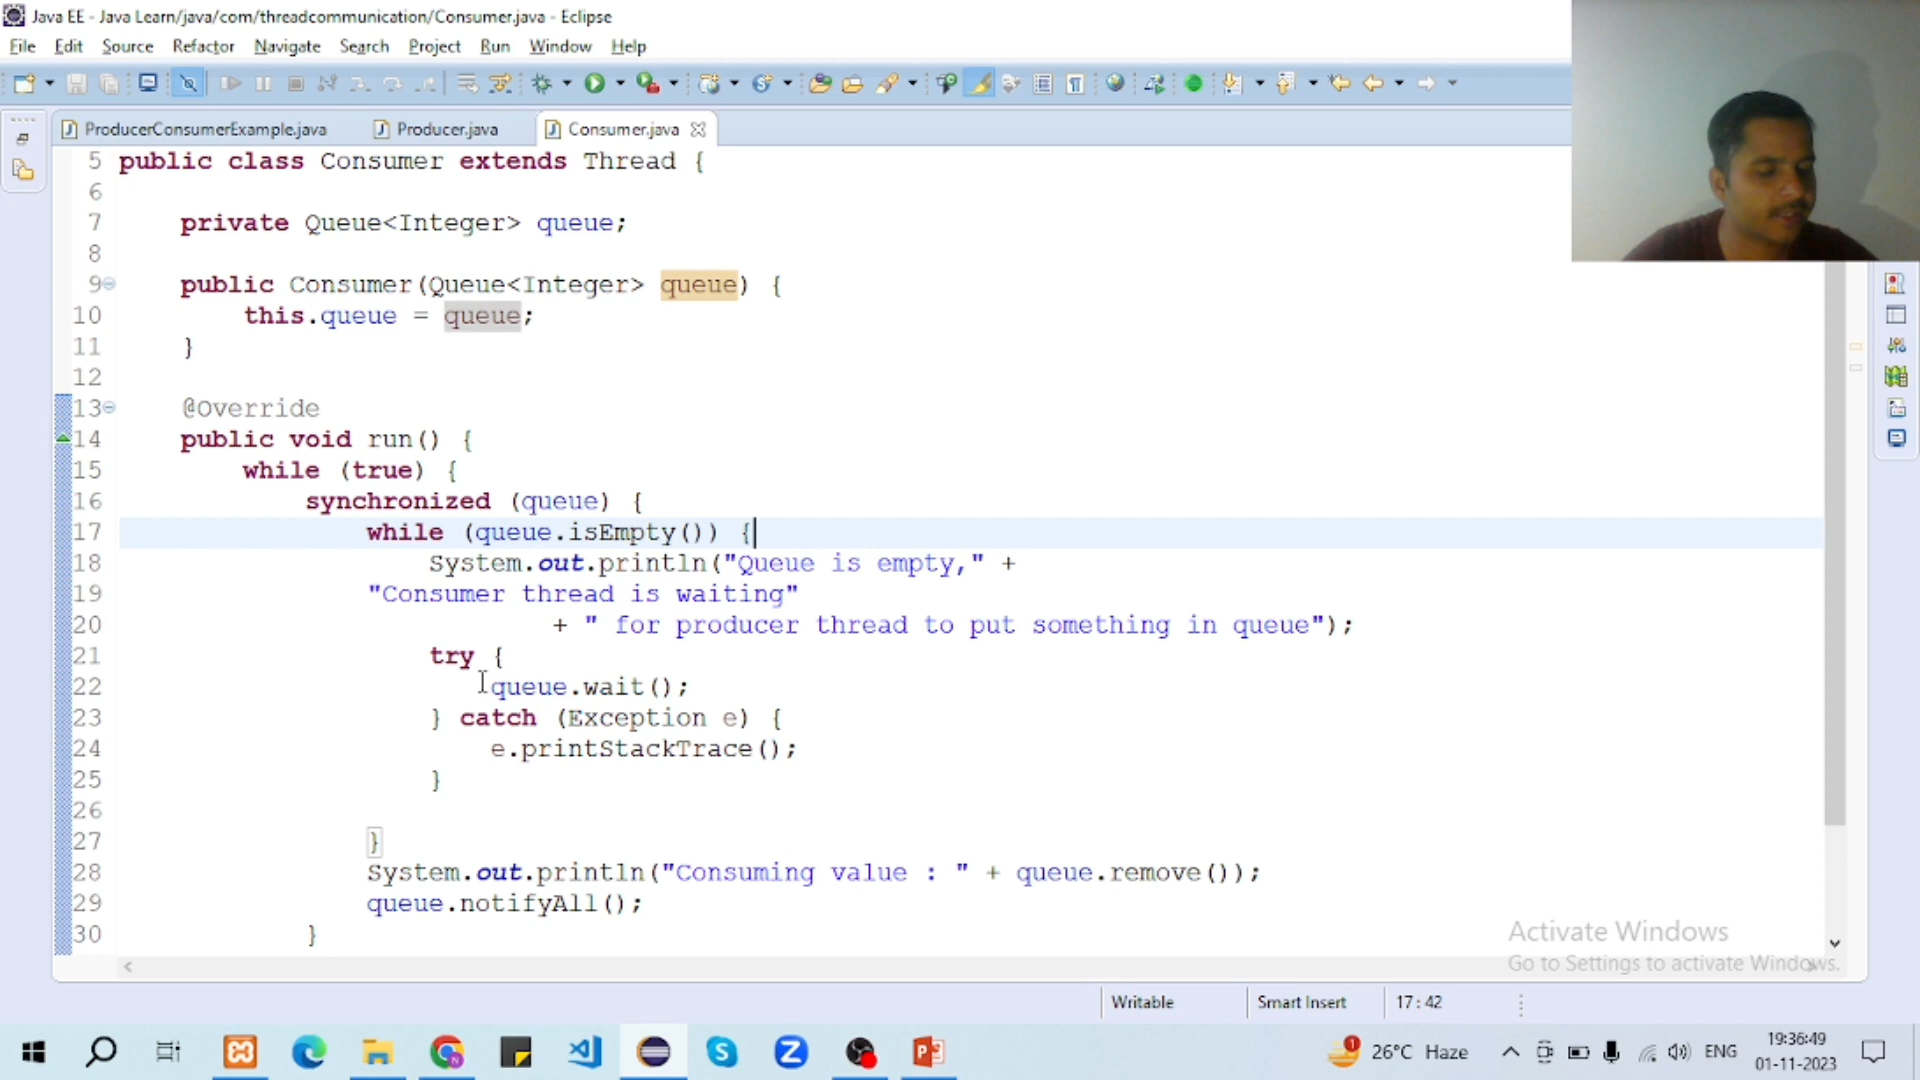 Java EE - Java Learn/java/com/threadcommunication/Consumer.java - Eclipse
File Edit Source Refactor Navigate Search Project Run Window Help
ProducerConsumerExample.java Producer.java Consumer.java
5 public class Consumer extends Thread {
6
7 private Queue<Integer> queue;
8
9 public Consumer(Queue<Integer> queue) {
10 this.queue = queue;
11 }
12
13 @Override
14 public void run() {
15 while (true) {
16 synchronized (queue) {
17 while (queue.isEmpty()) {
18 System.out.println("Queue is empty," +
19 "Consumer thread is waiting"
20 + " for producer thread to put something in queue");
21 try {
22 queue.wait();
23 } catch (Exception e) {
24 e.printStackTrace();
25 }
26
27 }
28 System.out.println("Consuming value : " + queue.remove());
29 queue.notifyAll();
30 }
Activate Windows
Go to Settings to activate Windows.
Writable Smart Insert 17:42
1 26°C Haze ENG 19:36:49
01-11-2023